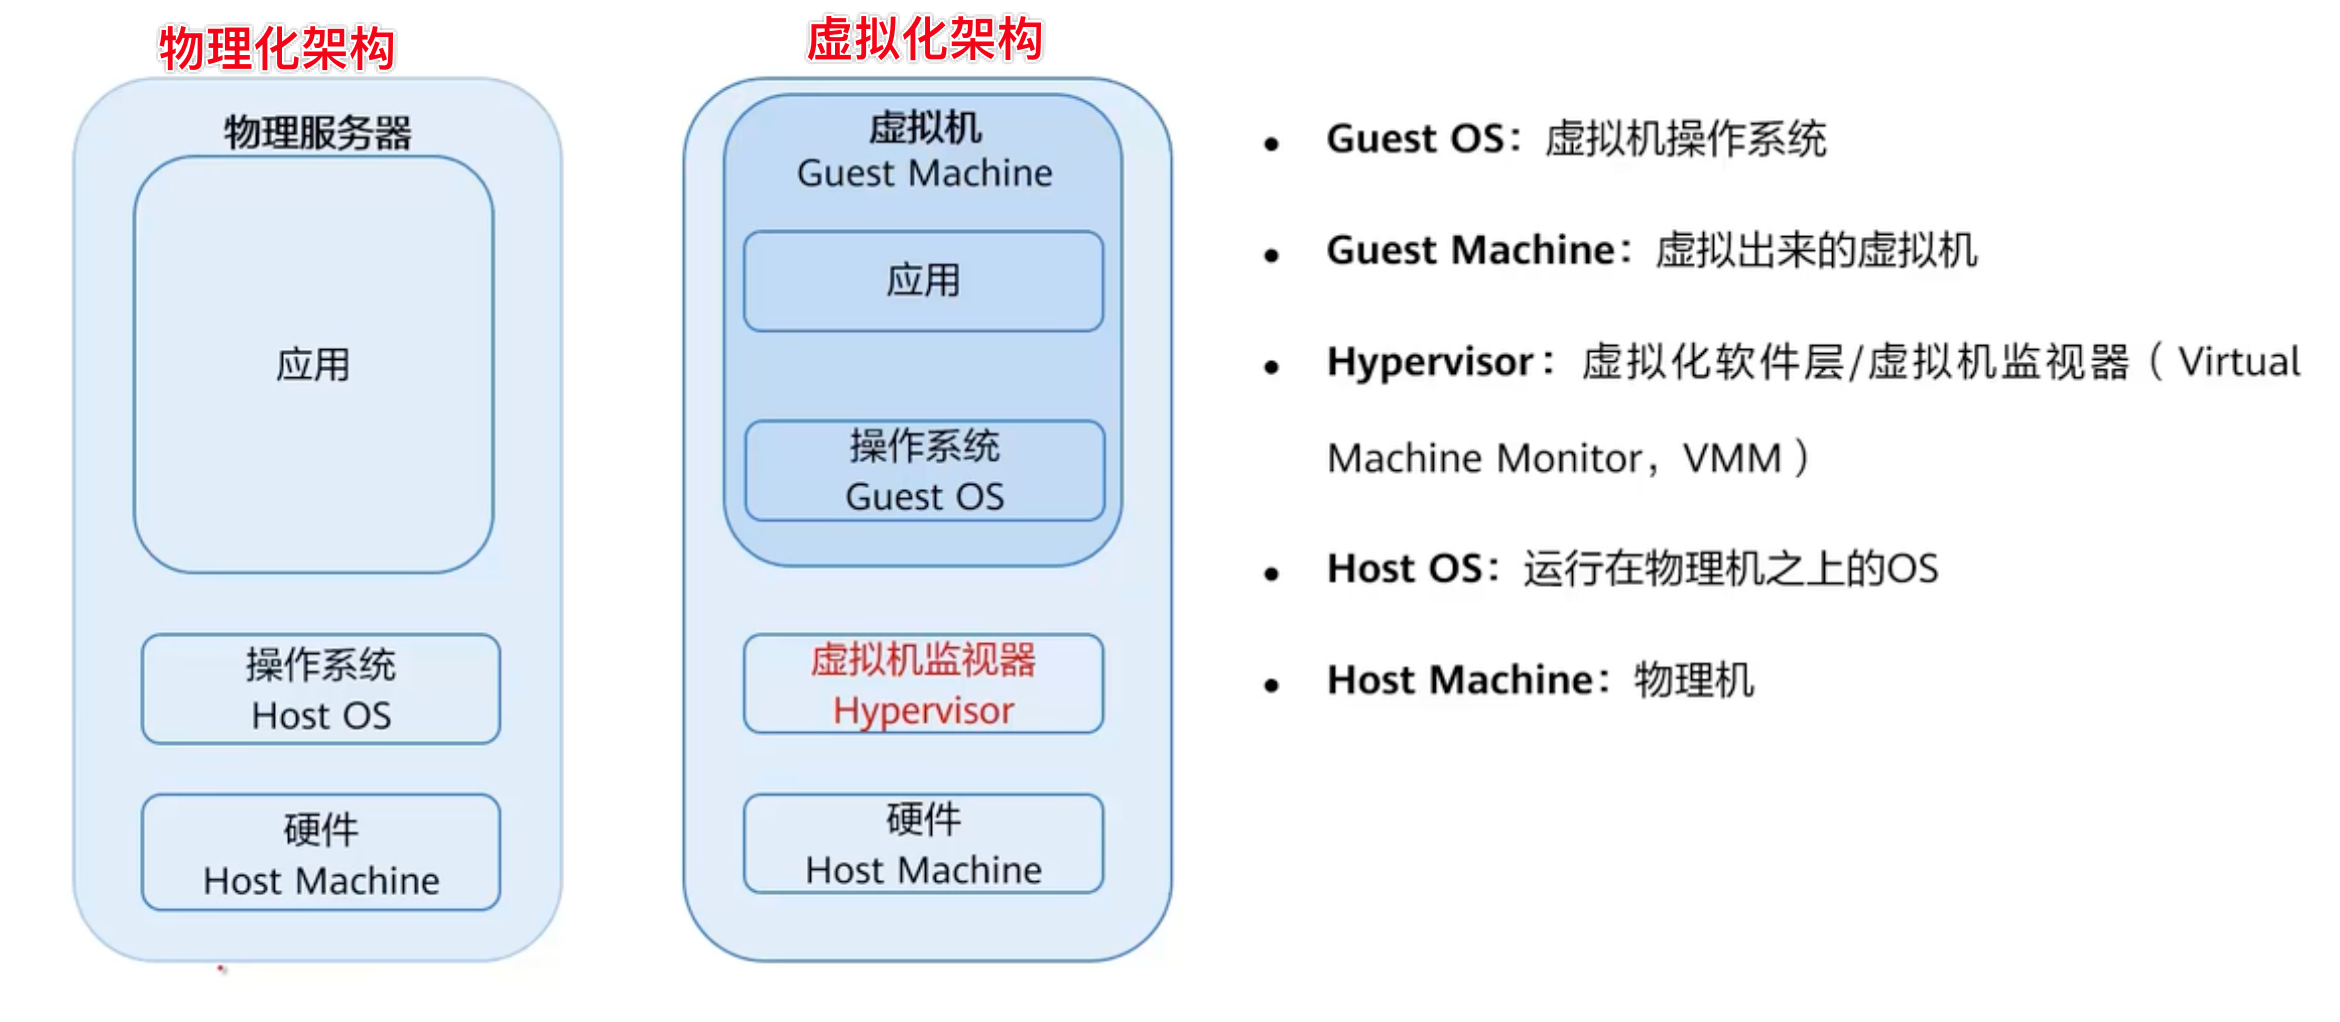 物理化架构
物理服务器
应用
操作系统
Host OS
硬件
Host Machine
虚拟化架构
虚拟机
Guest Machine
应用
操作系统
Guest OS
虚拟机监视器
Hypervisor
硬件
Host Machine
• Guest OS：虚拟机操作系统
• Guest Machine：虚拟出来的虚拟机
• Hypervisor：虚拟化软件层/虚拟机监视器（Virtual
Machine Monitor，VMM）
• Host OS：运行在物理机之上的OS
• Host Machine：物理机